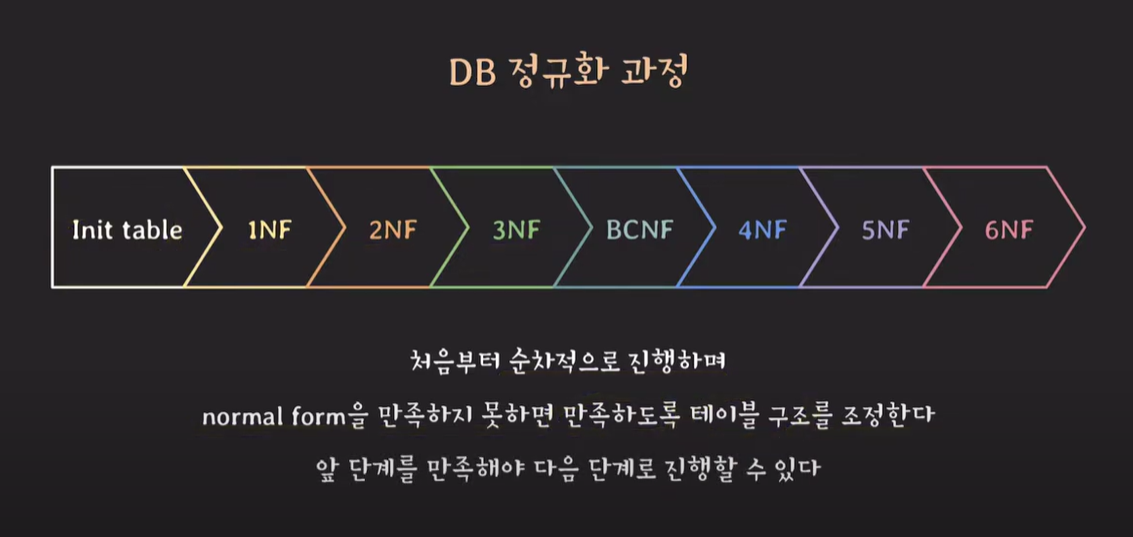 DB 정규화 과정
Init table 1NF 2NF 3NF BCNF 4NF 5NF 6NF
처음부터 순차적으로 진행하며
normal form을 만족하지 못하면 만족하도록 테이블 구조를 조정한다
앞 단계를 만족해야 다음 단계로 진행할 수 있다